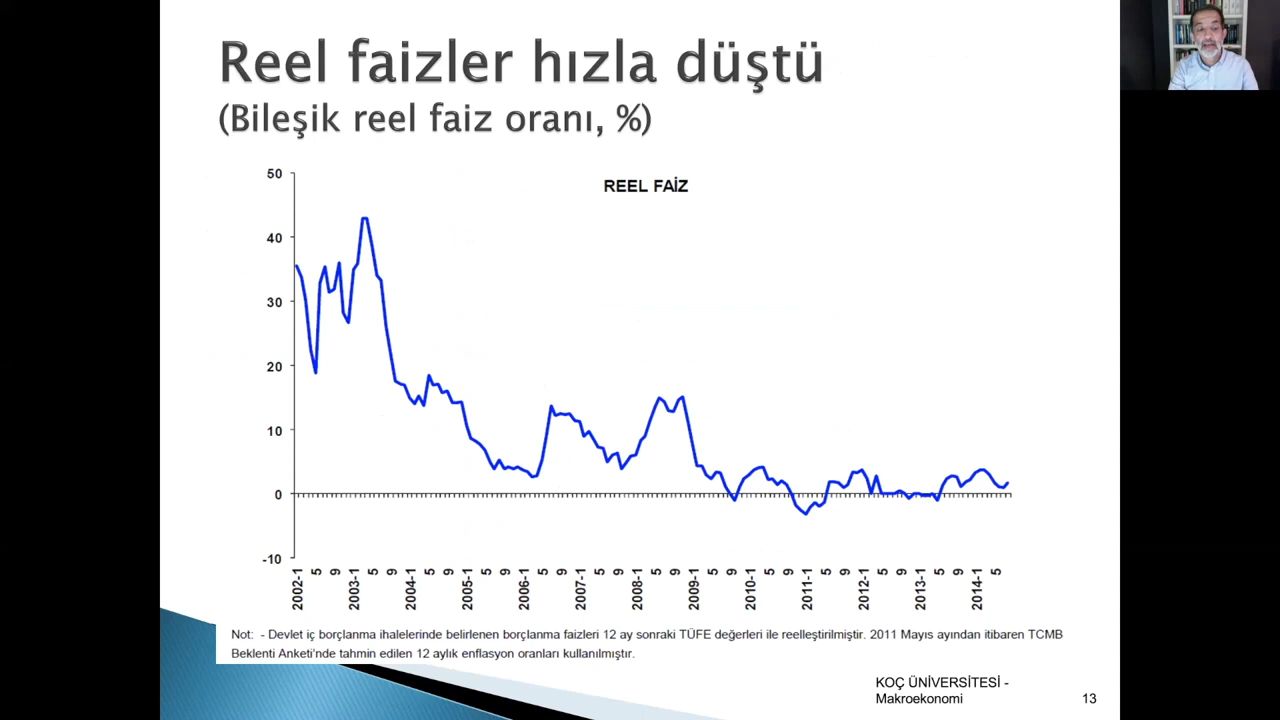 Reel faizler hızla düştü
(Bileşik reel faiz oranı, %)
REEL FAİZ
50
40
30
20
10
0
-10
2002-1 5 9 2003-1 5 9 2004-1 5 9 2005-1 5 9 2006-1 5 9 2007-1 5 9 2008-1 5 9 2009-1 5 9 2010-1 5 9 2011-1 5 9 2012-1 5 9 2013-1 5 9 2014-1 5
Not: - Devlet iç borçlanma ihalelerinde belirlenen borçlanma faizleri 12 ay sonraki TÜFE değerleri ile reelleştirilmiştir. 2011 Mayıs ayından itibaren TCMB
Beklenti Anketi'nde tahmin edilen 12 aylık enflasyon oranları kullanılmıştır.
KOÇ ÜNİVERSİTESİ -
Makroekonomi
13